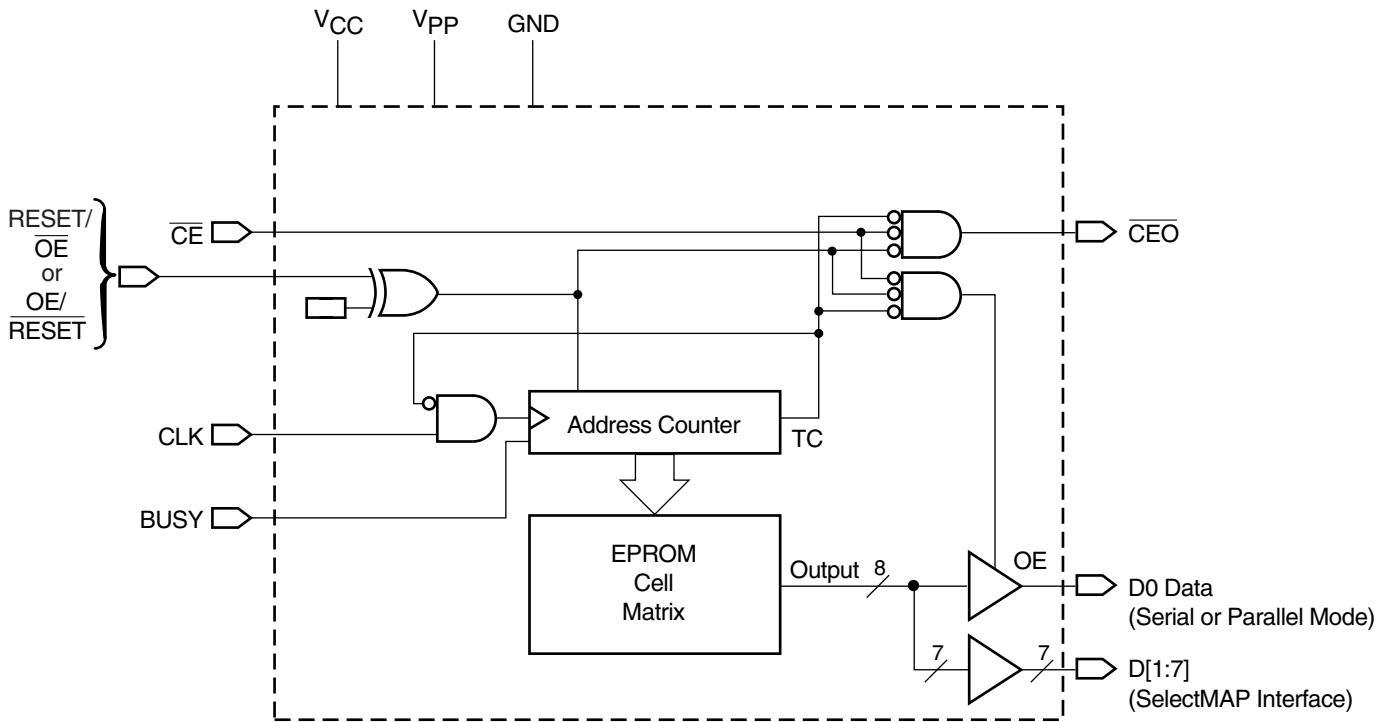 VCC
VPP
GND
RESET/
OE
or
OE/
RESET
CE
CEO
CLK
Address Counter
TC
BUSY
EPROM
Cell
Matrix
Output
8
OE
D0 Data
(Serial or Parallel Mode)
7
7
D[1:7]
(SelectMAP Interface)